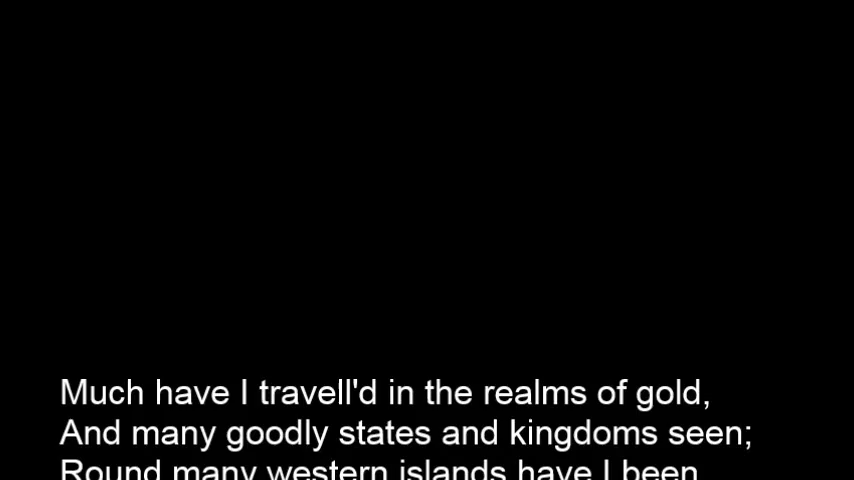 Much have I travell'd in the realms of gold,
And many goodly states and kingdoms seen;
Round many western islands have I been